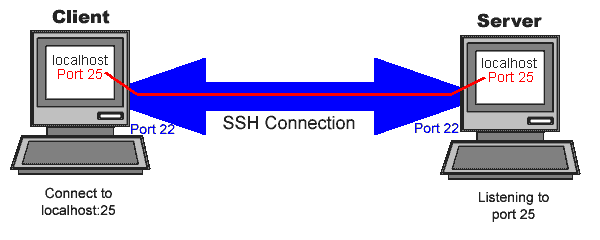 Client
Server
localhost
Port 25
localhost
Port 25
Port 22
SSH Connection
Port 22
Connect to
localhost:25
Listening to
port 25